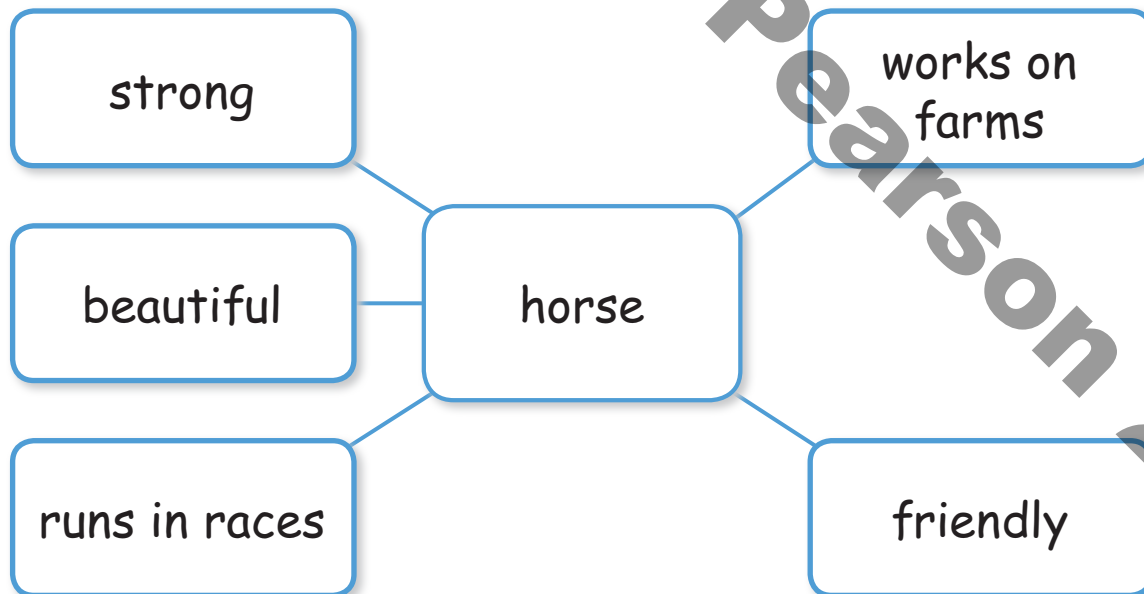 strong
works on
farms
beautiful
horse
runs in races
friendly
Pearson